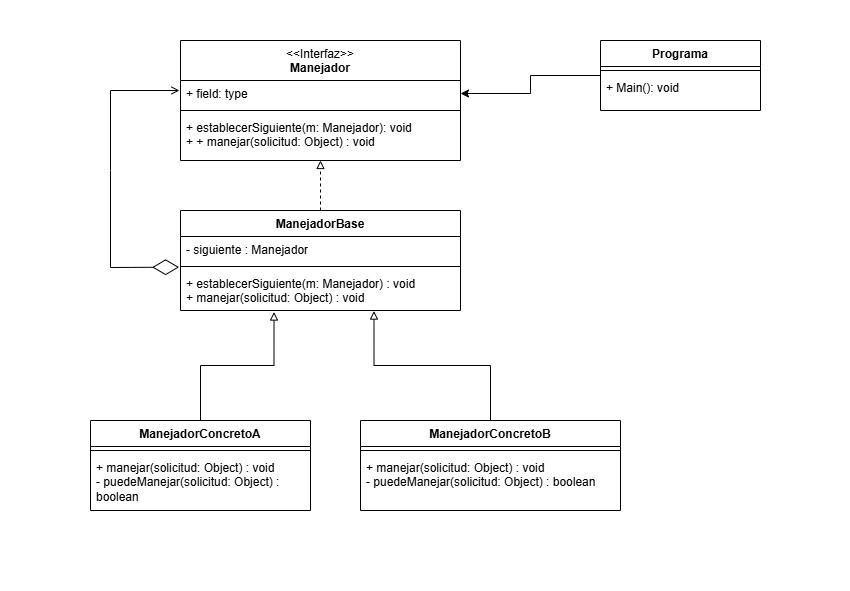 <<Interfaz>>
Manejador
+ field: type
+ establecerSiguiente(m: Manejador): void
+ + manejar(solicitud: Object) : void
Programa
+ Main(): void
ManejadorBase
- siguiente : Manejador
+ establecerSiguiente(m: Manejador) : void
+ manejar(solicitud: Object) : void
ManejadorConcretoA
+ manejar(solicitud: Object) : void
- puedeManejar(solicitud: Object) :
boolean
ManejadorConcretoB
+ manejar(solicitud: Object) : void
- puedeManejar(solicitud: Object) : boolean